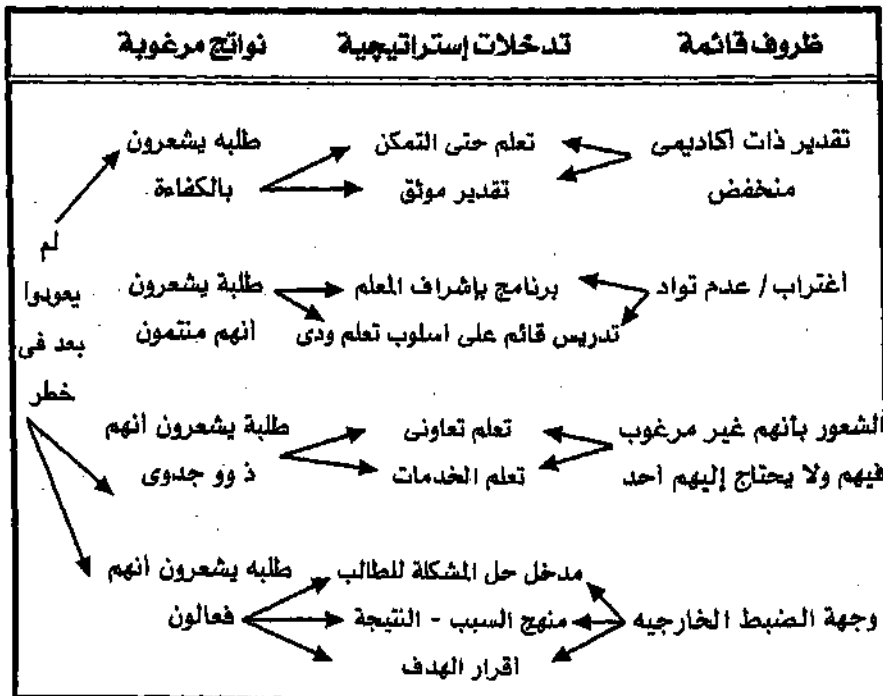 ظروف قائمة تدخلات إستراتيجية نواتج مرغوبة
تقدير ذات اكاديمى تعلم حتى التمكن طلبه يشعرون
منخفض تقدير موثق بالكفاءة
لم
أغتراب / عدم تواد برنامج بإشراف المعلم طلبة يشعرون يعودوا
تدريس قائم على اسلوب تعلم ودى أنهم منتمون بعد فى
خطر
الشعور بأنهم غير مرغوب تعلم تعاونى طلبة يشعرون أنهم
فيهم ولا يحتاج إليهم أحد تعلم الخدمات ذوو جدوى
مدخل حل المشكلة للطالب طلبه يشعرون أنهم
وجهة الضبط الخارجيه منهج السبب - النتيجة فعالون
اقرار الهدف